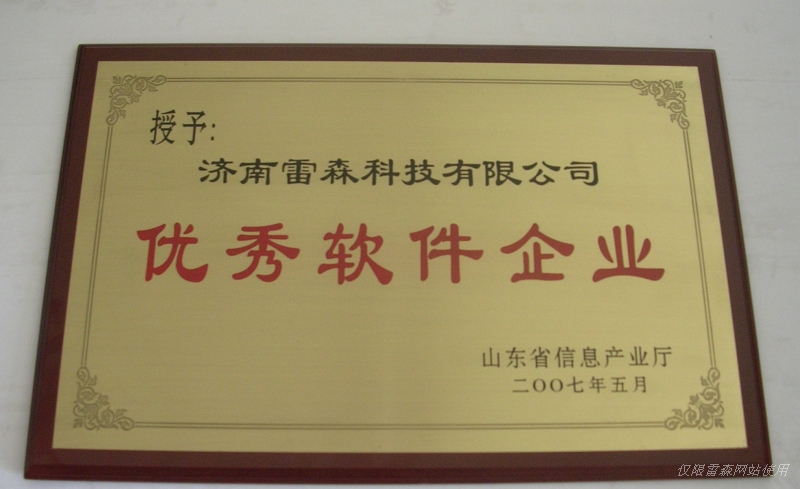 授予:
济南雷森科技有限公司
优秀软件企业
山东省信息产业厅
二〇〇七年五月
仅限雷森网站使用